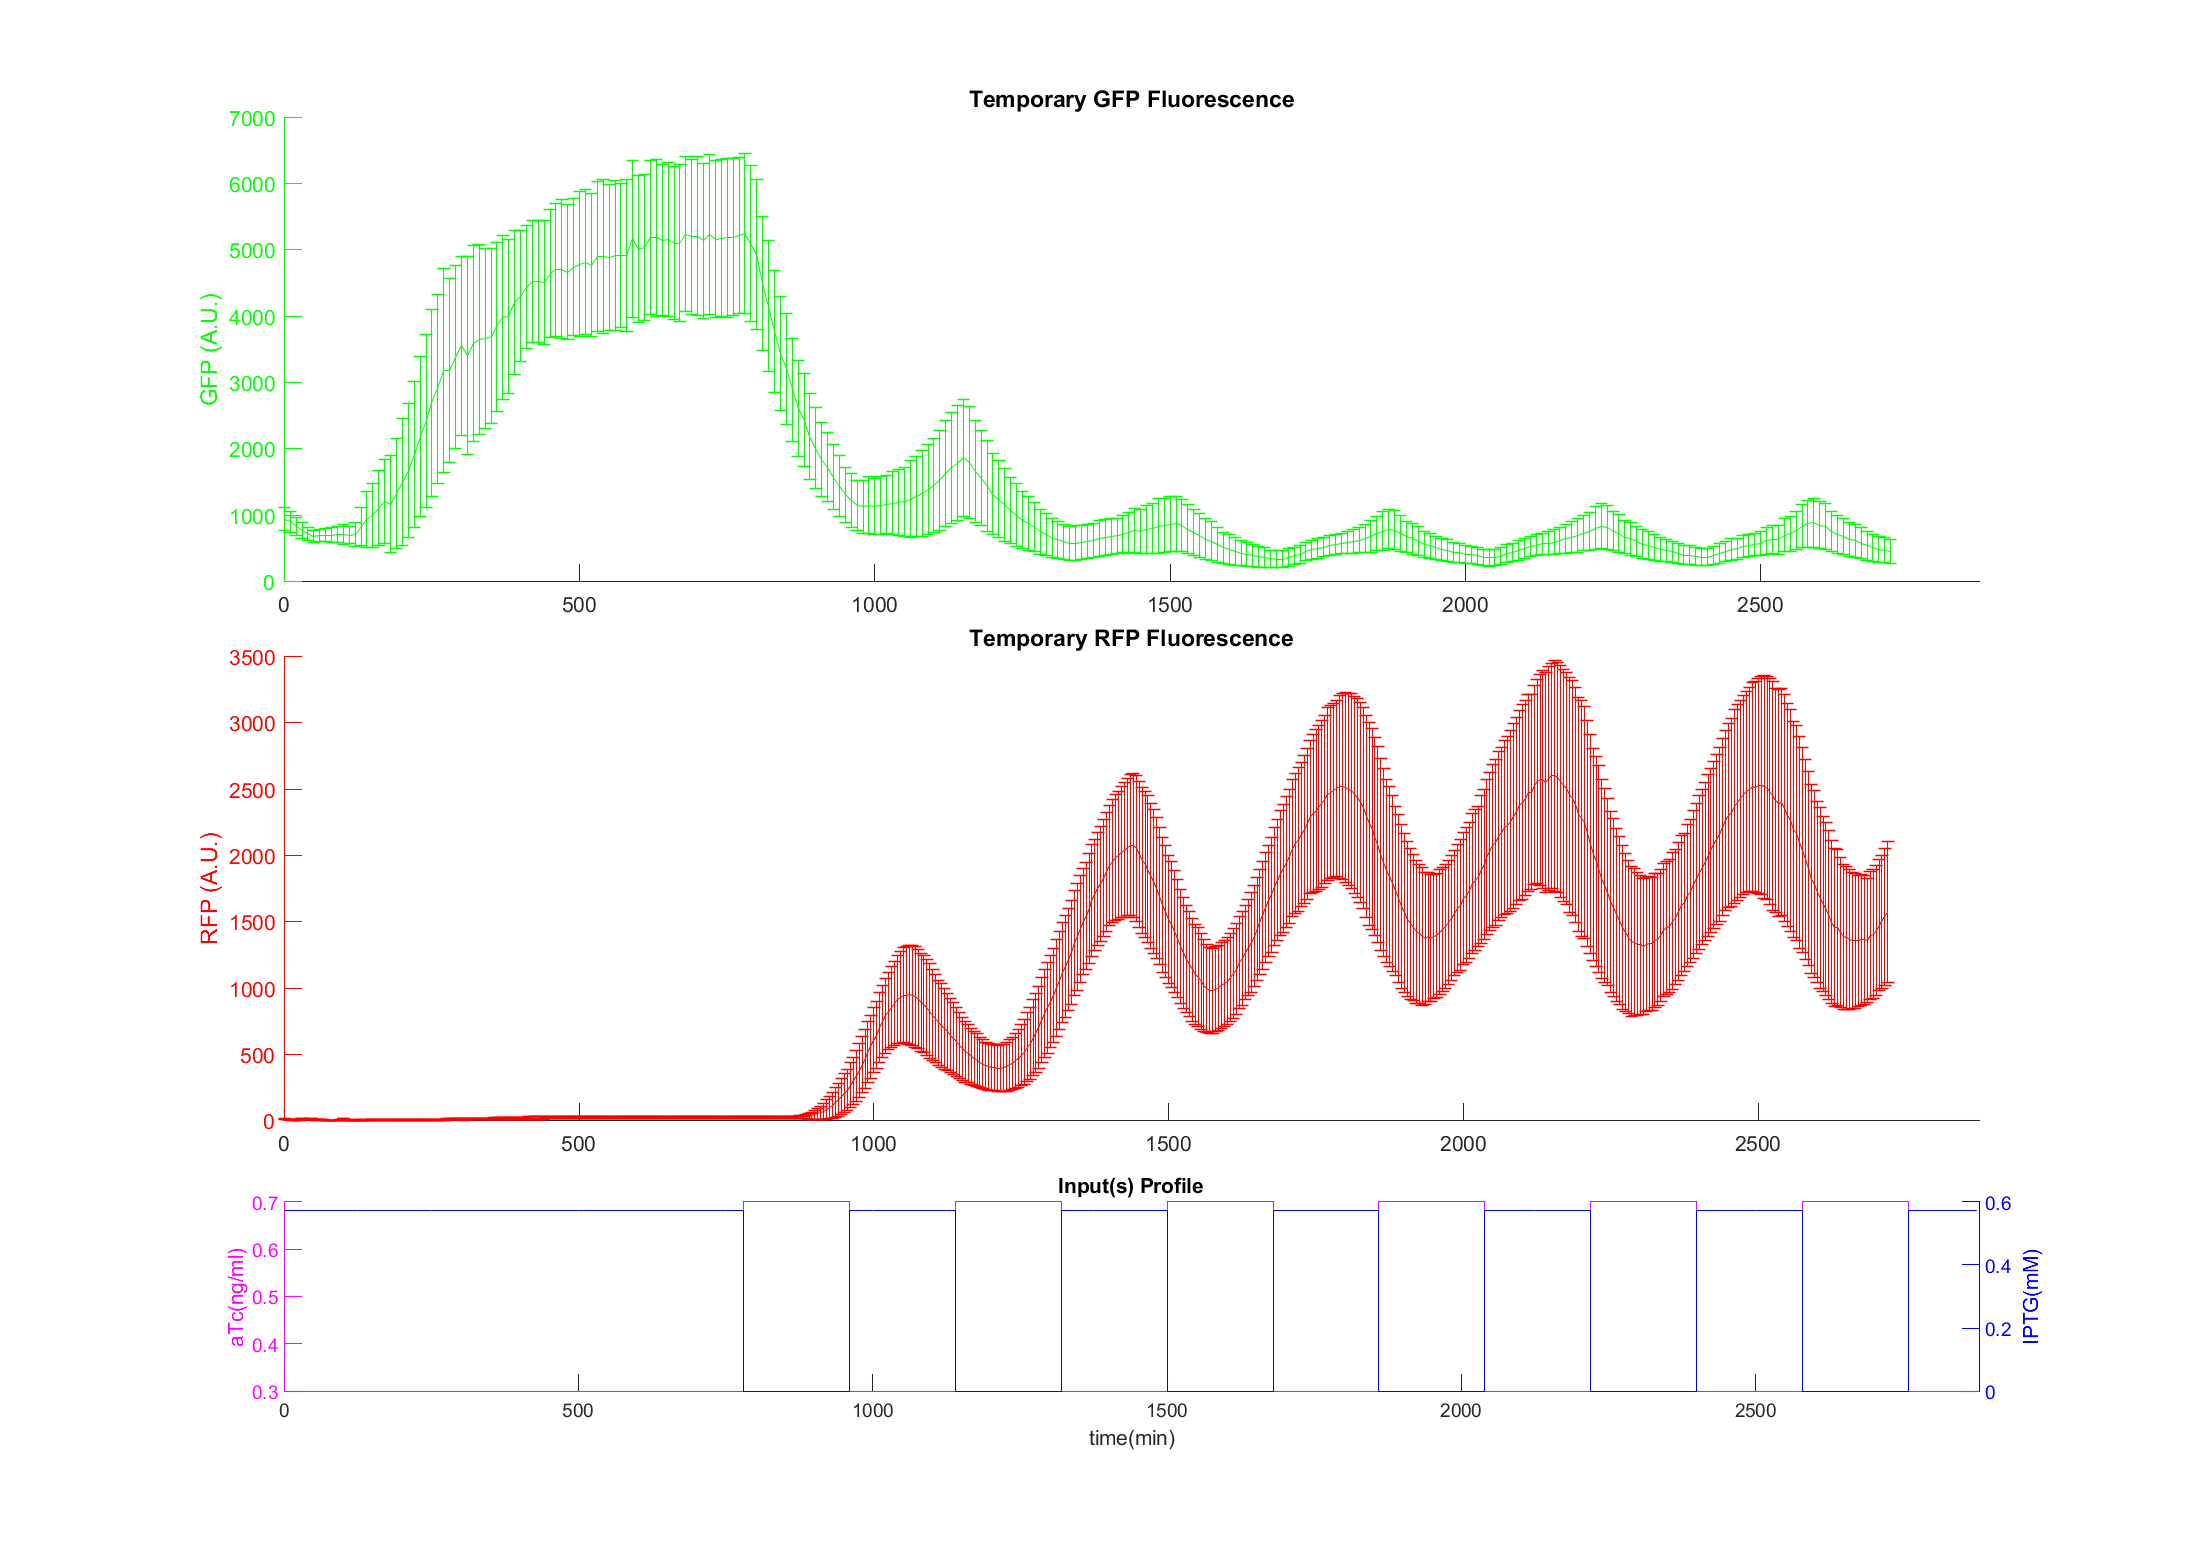 Temporary GFP Fluorescence
7000
6000
5000
4000
3000
2000
1000
0
GFP (A.U.)
0 500 1000 1500 2000 2500
Temporary RFP Fluorescence
3500
3000
2500
2000
1500
1000
500
0
RFP (A.U.)
0 500 1000 1500 2000 2500
Input(s) Profile
0.7
0.6
0.5
0.4
0.3
aTc(ng/ml)
0.6
0.4
0.2
0
IPTG(mM)
0 500 1000 1500 2000 2500
time(min)